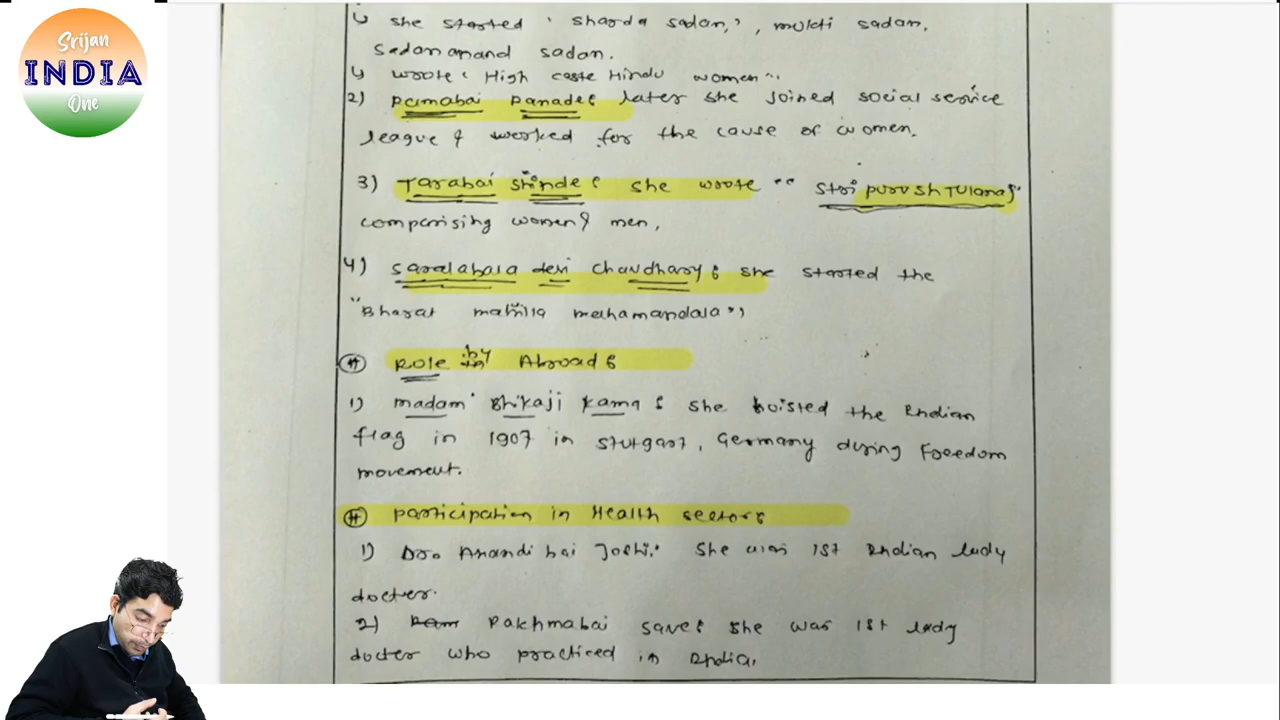 Srijan
INDIA
One
↳ she started ' sharda sadan,' , mukti sadan,
Sadanamand sadan.
↳ wrote ' High caste Hindu women".
2) Ramabai Ranade : later she joined social service
league & worked for the cause of women.
3) Tarabai Shinde : she wrote " Stri purush Tulana"
comparising women & men,
4) Saralabala devi Chaudhary : she started the
"Bharat mahilla mahamandala",
(#) Role by Abroad :
1) madam Bhikaji Kama : she hoisted the Indian
flag in 1907 in Stutgart, Germany during Freedom
movement.
(#) participation in Health sector :
1) Dr. Anandi bai Joshi : She was 1st Indian lady
docter.
2) Rakhmabai Save : she was 1st lady
docter who practiced in India.